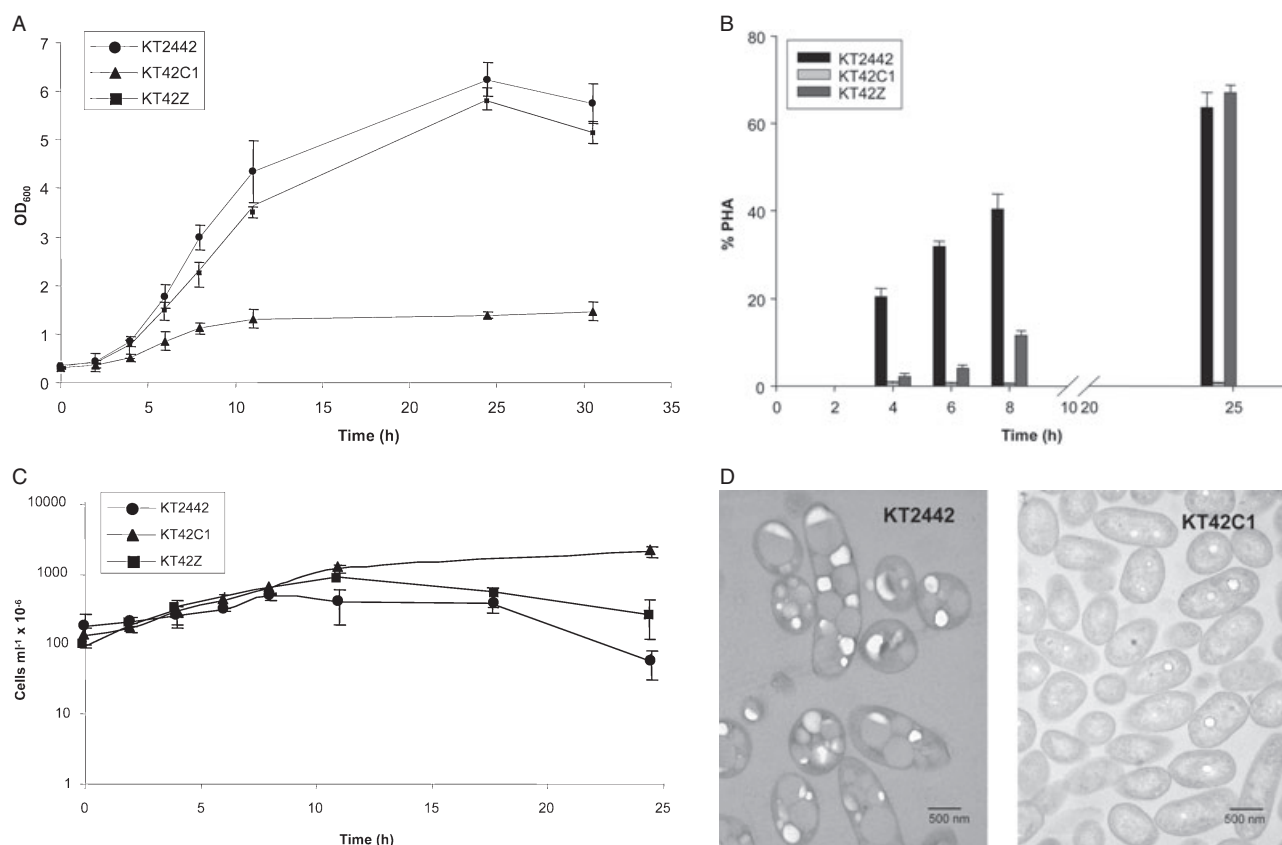 A
7
6
5
4
3
2
1
0
OD600
KT2442
KT42C1
KT42Z
0 5 10 15 20 25 30 35
Time (h)
B
80
60
40
20
0
% PHA
KT2442
KT42C1
KT42Z
0 2 4 6 8 10 20 25
Time (h)
C
10000
1000
100
10
1
Cells ml-1 x 10-6
KT2442
KT42C1
KT42Z
0 5 10 15 20 25
Time (h)
D
KT2442
500 nm
KT42C1
500 nm